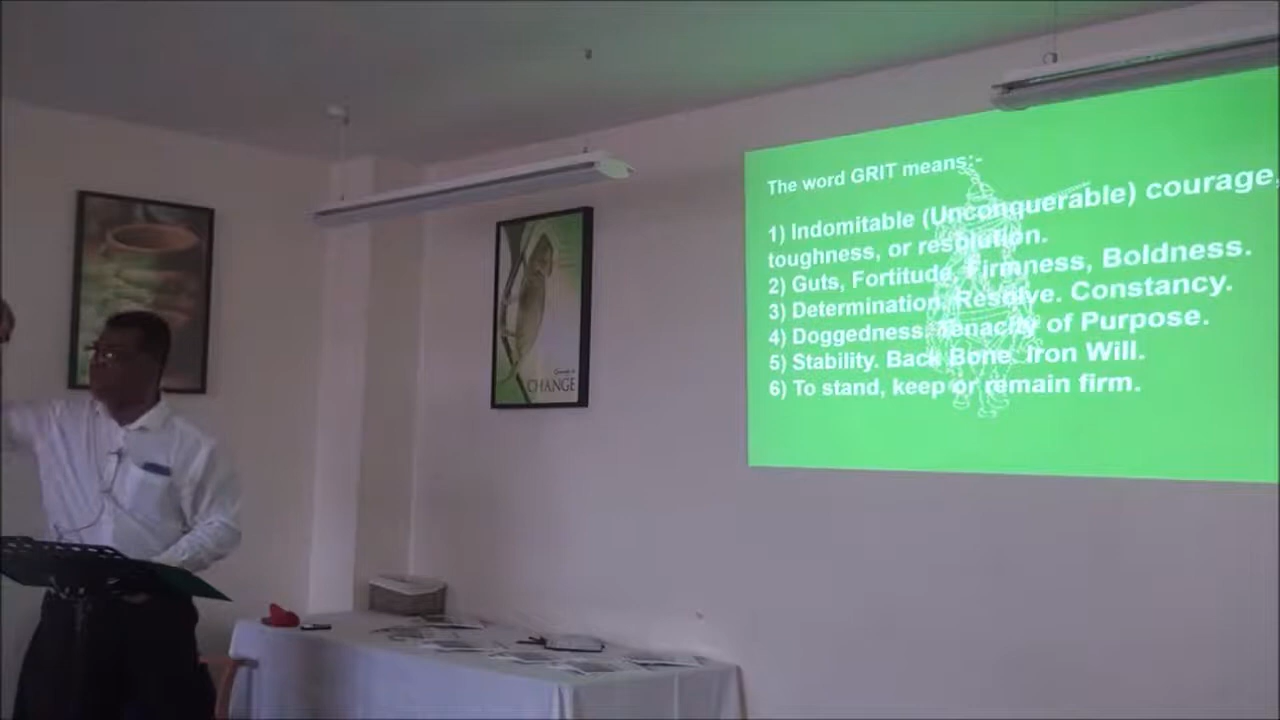 The word GRIT means:-
1) Indomitable (Unconquerable) courage,
toughness, or resolution.
2) Guts, Fortitude, Firmness, Boldness.
3) Determination, Resolve. Constancy.
4) Doggedness. Tenacity of Purpose.
5) Stability. Back Bone. Iron Will.
6) To stand, keep or remain firm.
CHANGE